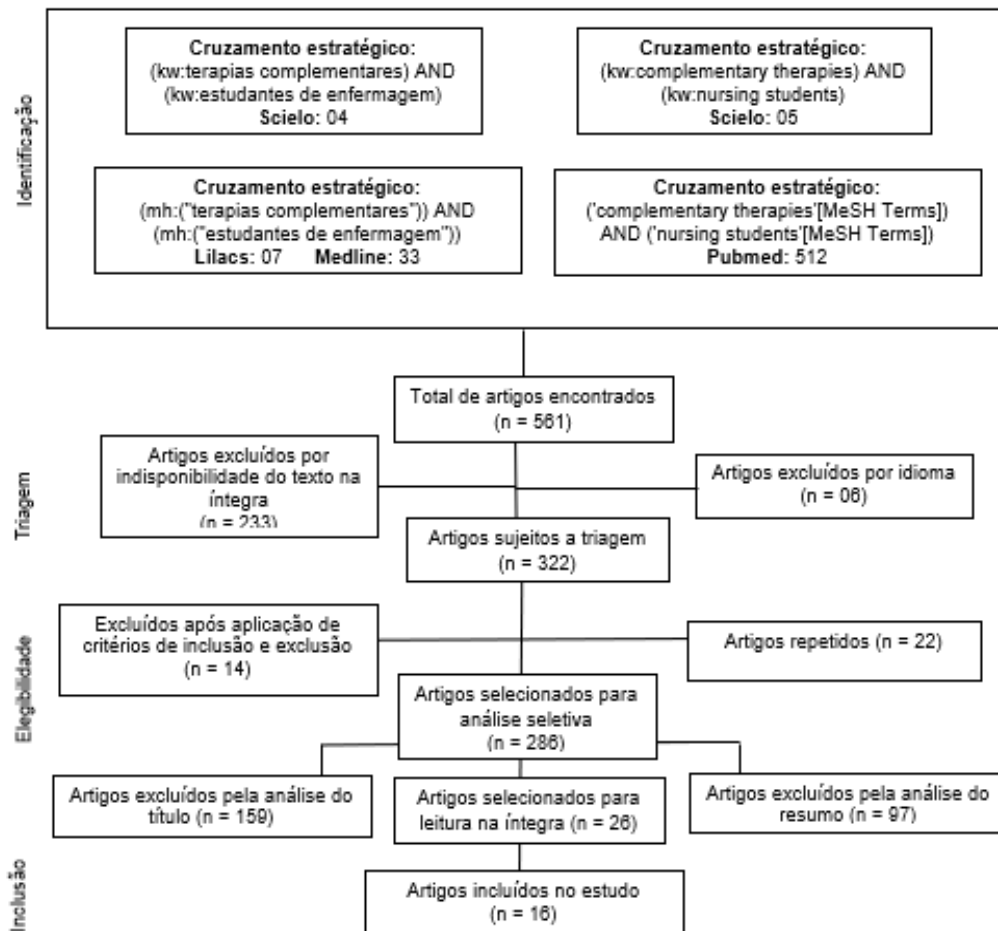 Identificação
Cruzamento estratégico:
(kw:terapias complementares) AND
(kw:estudantes de enfermagem)
Scielo: 04
Cruzamento estratégico:
(kw:complementary therapies) AND
(kw:nursing students)
Scielo: 05
Cruzamento estratégico:
(mh:("terapias complementares")) AND
(mh:("estudantes de enfermagem"))
Lilacs: 07 Medline: 33
Cruzamento estratégico:
('complementary therapies'[MeSH Terms])
AND ('nursing students'[MeSH Terms])
Pubmed: 512
Total de artigos encontrados
(n = 561)
Triagem
Artigos excluídos por
indisponibilidade do texto na
íntegra
(n = 233)
Artigos excluídos por idioma
(n = 06)
Artigos sujeitos a triagem
(n = 322)
Elegibilidade
Excluídos após aplicação de
critérios de inclusão e exclusão
(n = 14)
Artigos repetidos (n = 22)
Artigos selecionados para
análise seletiva
(n = 286)
Artigos excluídos pela análise do
título (n = 159)
Artigos selecionados para
leitura na íntegra (n = 26)
Artigos excluídos pela análise do
resumo (n = 97)
Inclusão
Artigos incluídos no estudo
(n = 16)